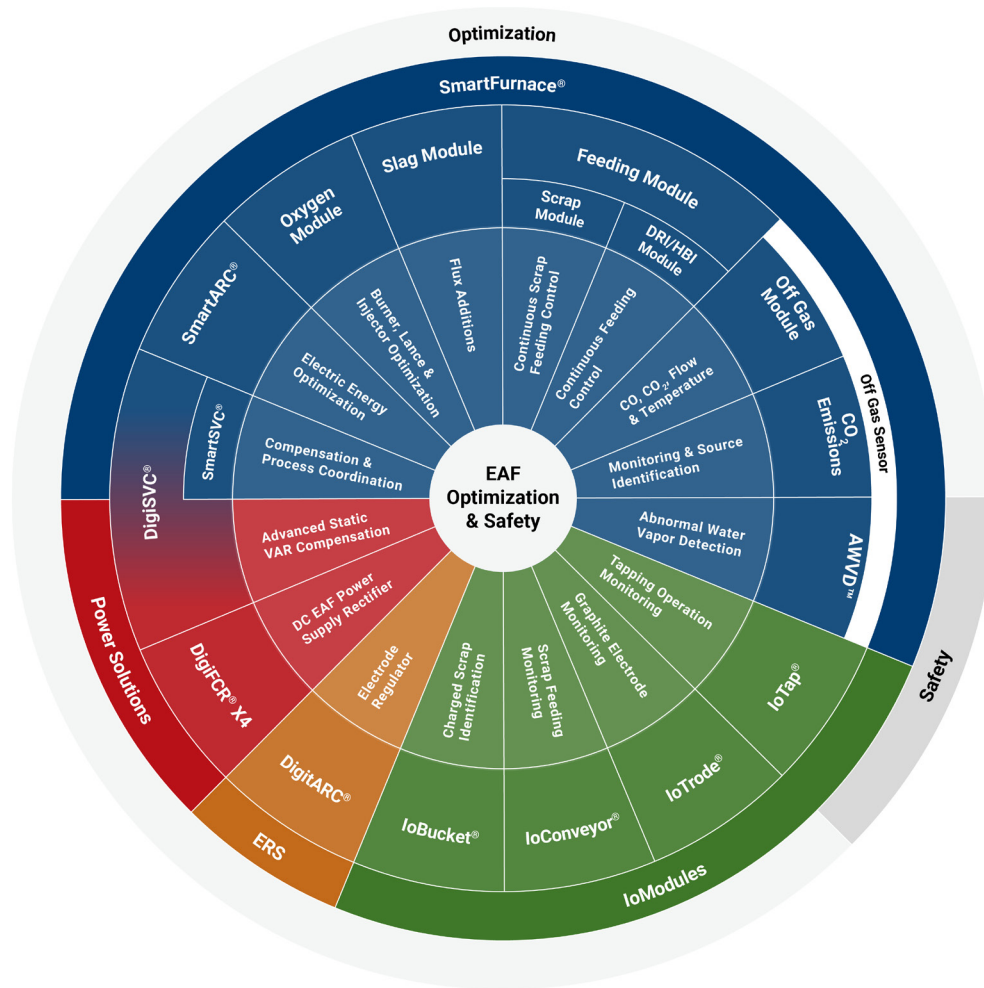 Optimization
SmartFurnace®
Slag Module
Feeding Module
Oxygen
Module
Scrap
Module
DRI/HBI
Module
SmartARC®
Off Gas
Module
Off Gas Sensor
CO2
Emissions
AWVD™
Flux Additions
Continuous Scrap
Feeding Control
Continuous Feeding
Control
Burner, Lance &
Injector Optimization
CO, CO2, Flow
& Temperature
Electric Energy
Optimization
Monitoring & Source
Identification
Compensation &
Process Coordination
SmartSVC®
DigiSVC®
EAF
Optimization
& Safety
Advanced Static
VAR Compensation
Abnormal Water
Vapor Detection
DC EAF Power
Supply Rectifier
Tapping Operation
Monitoring
Electrode
Regulator
Charged Scrap
Identification
Scrap Feeding
Monitoring
Graphite Electrode
Monitoring
Power Solutions
DigiFCR® X4
DigitARC®
ERS
IoBucket®
IoConveyor®
IoTrode®
IoTap®
IoModules
Safety